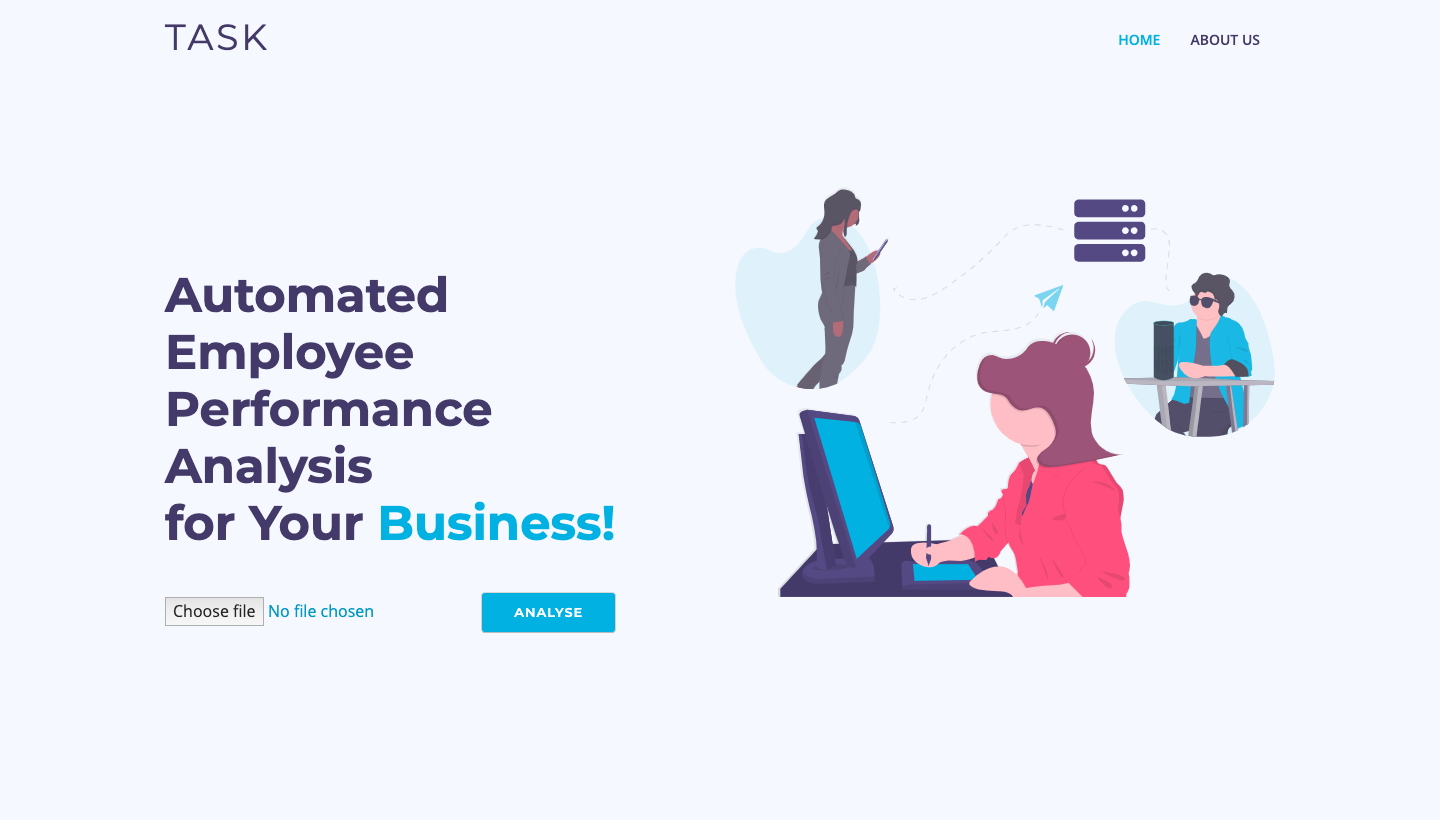 TASK
HOME
ABOUT US
Automated
Employee
Performance
Analysis
for Your Business!
Choose file No file chosen
ANALYSE